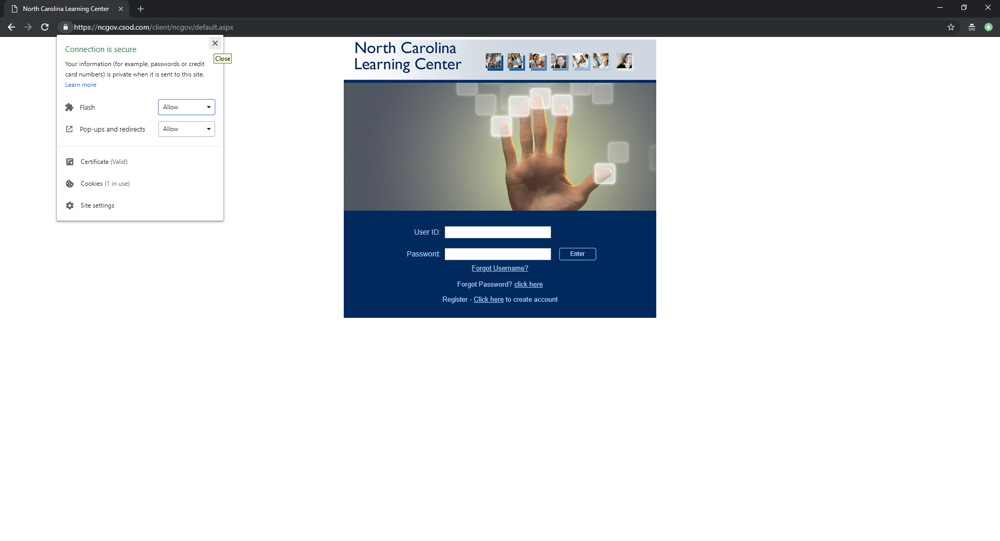 North Carolina Learning Center
https://ncgov.csod.com/client/ncgov/default.aspx
Connection is secure
Close
Your information (for example, passwords or credit
card numbers) is private when it is sent to this site.
Learn more
Flash
Allow
Pop-ups and redirects
Allow
Certificate (Valid)
Cookies (1 in use)
Site settings
North Carolina
Learning Center
User ID:
Password:
Enter
Forgot Username?
Forgot Password? click here
Register - Click here to create account